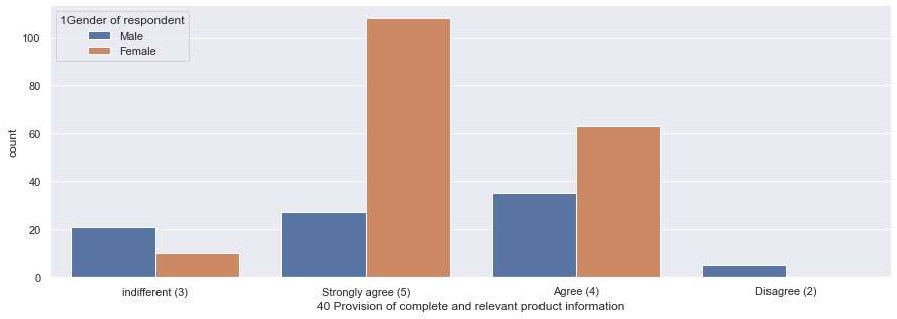 1Gender of respondent
Male
Female
100
80
60
40
20
0
count
indifferent (3)
Strongly agree (5)
Agree (4)
Disagree (2)
40 Provision of complete and relevant product information